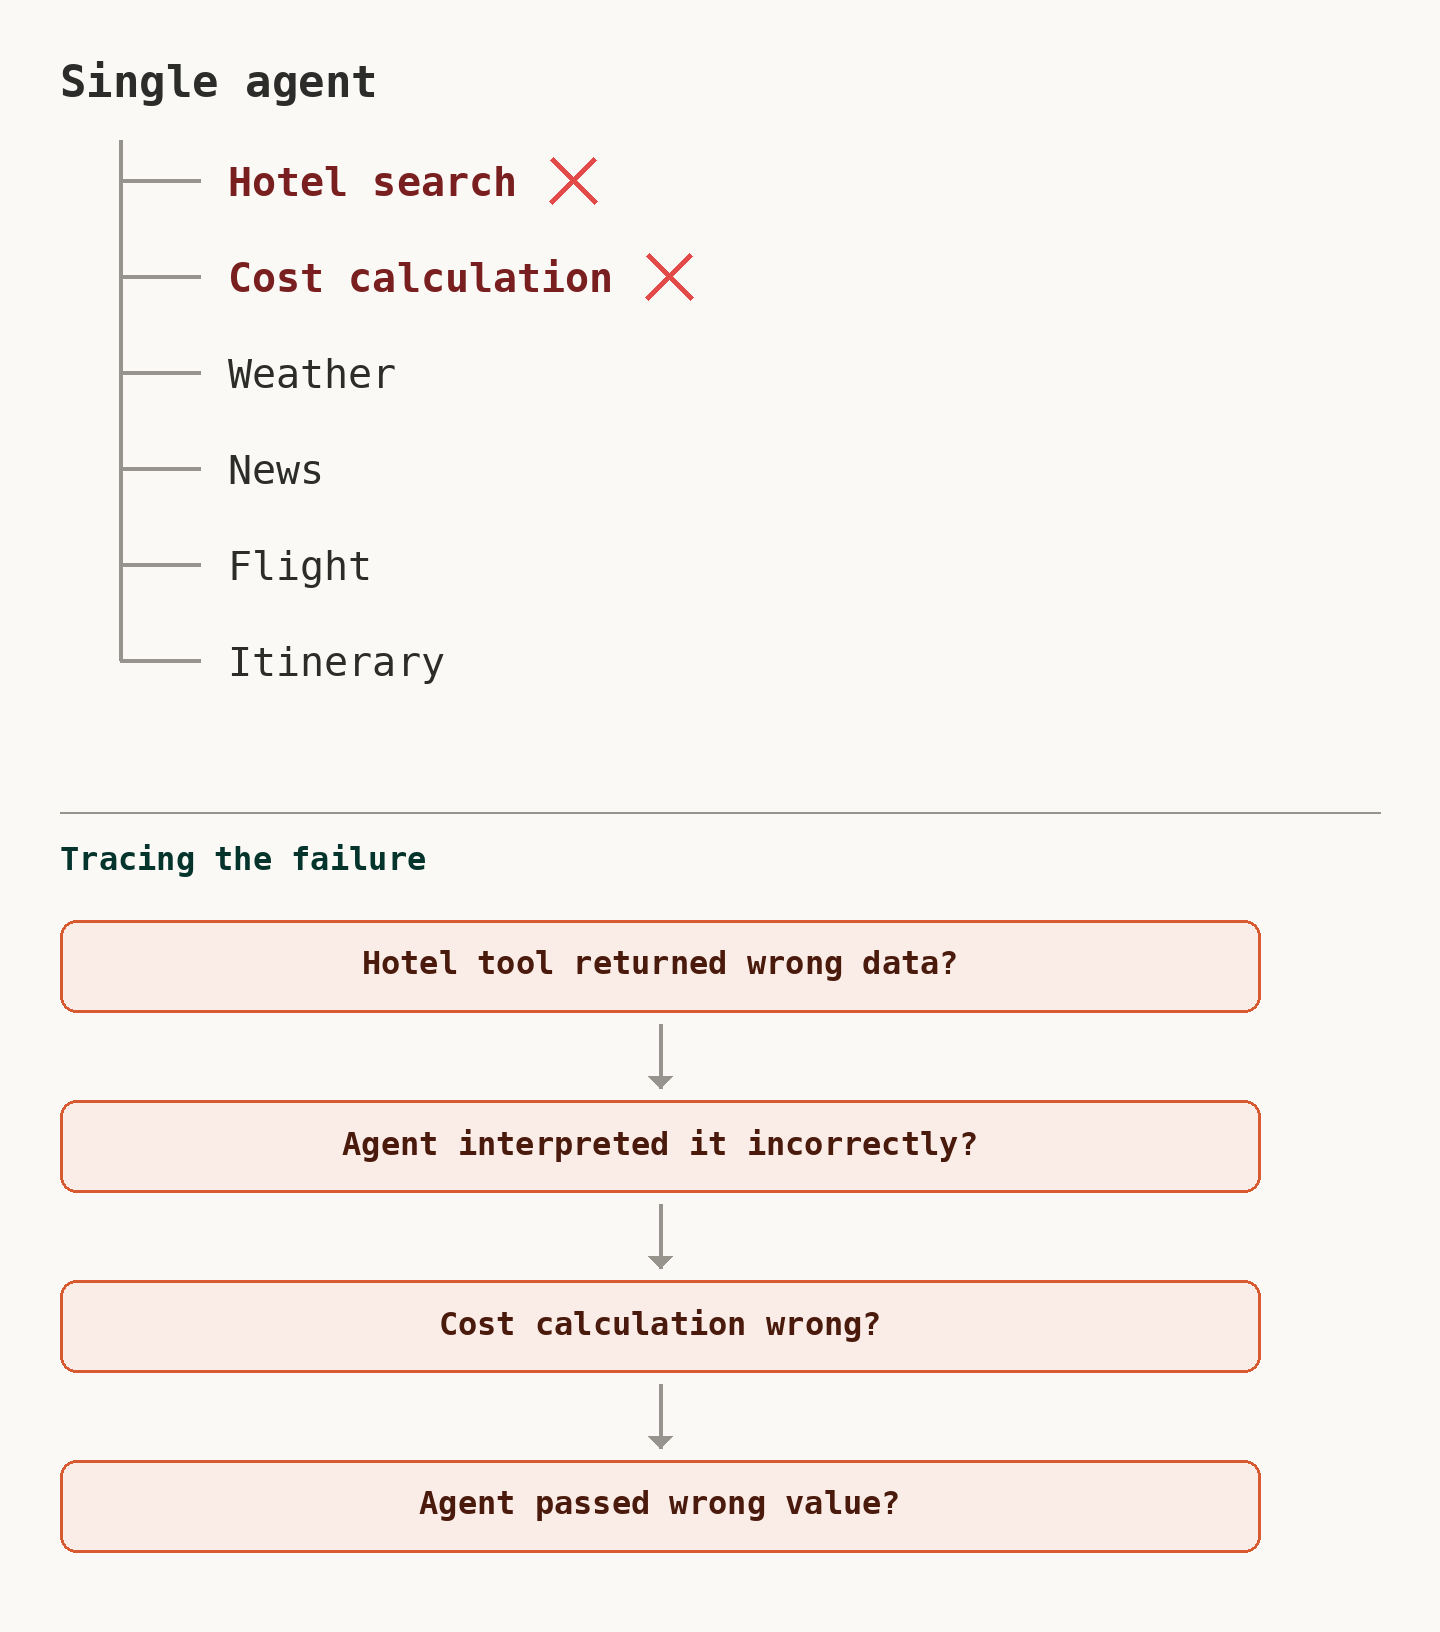 Single agent
Hotel search
Cost calculation
Weather
News
Flight
Itinerary
Tracing the failure
Hotel tool returned wrong data?
Agent interpreted it incorrectly?
Cost calculation wrong?
Agent passed wrong value?